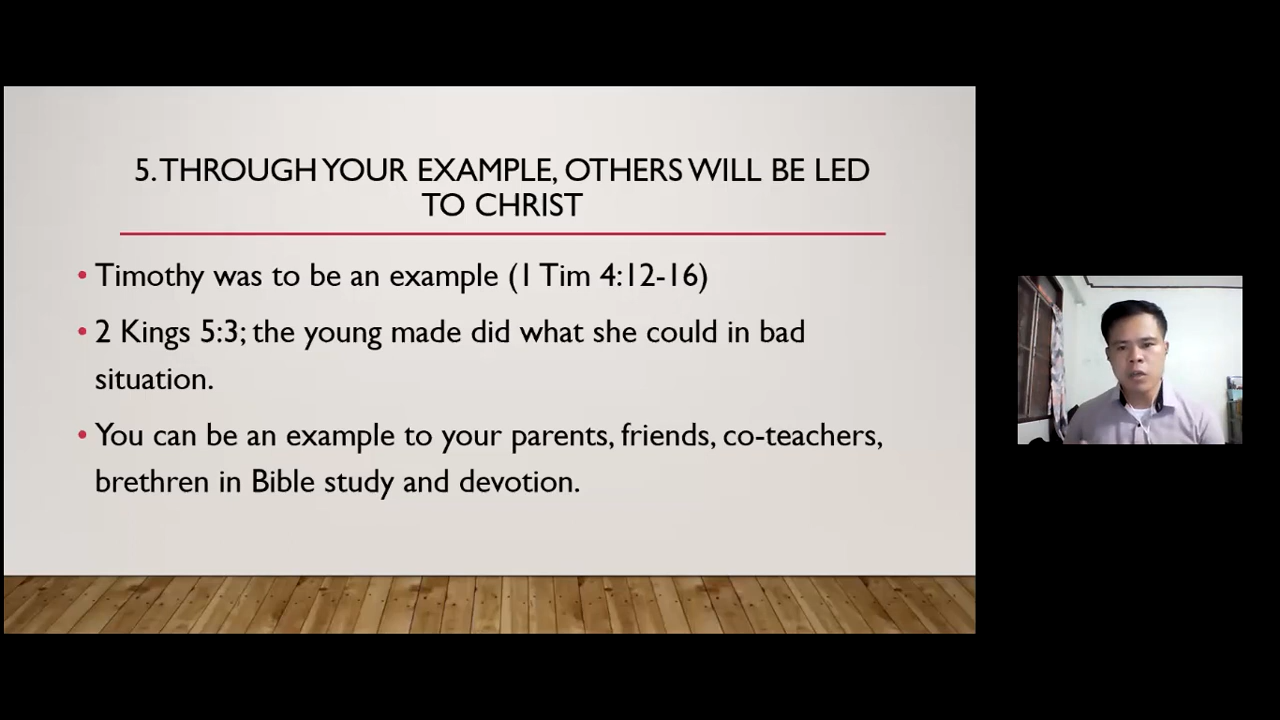 5. THROUGH YOUR EXAMPLE, OTHERS WILL BE LED
TO CHRIST
• Timothy was to be an example (1 Tim 4:12-16)
• 2 Kings 5:3; the young made did what she could in bad
situation.
• You can be an example to your parents, friends, co-teachers,
brethren in Bible study and devotion.